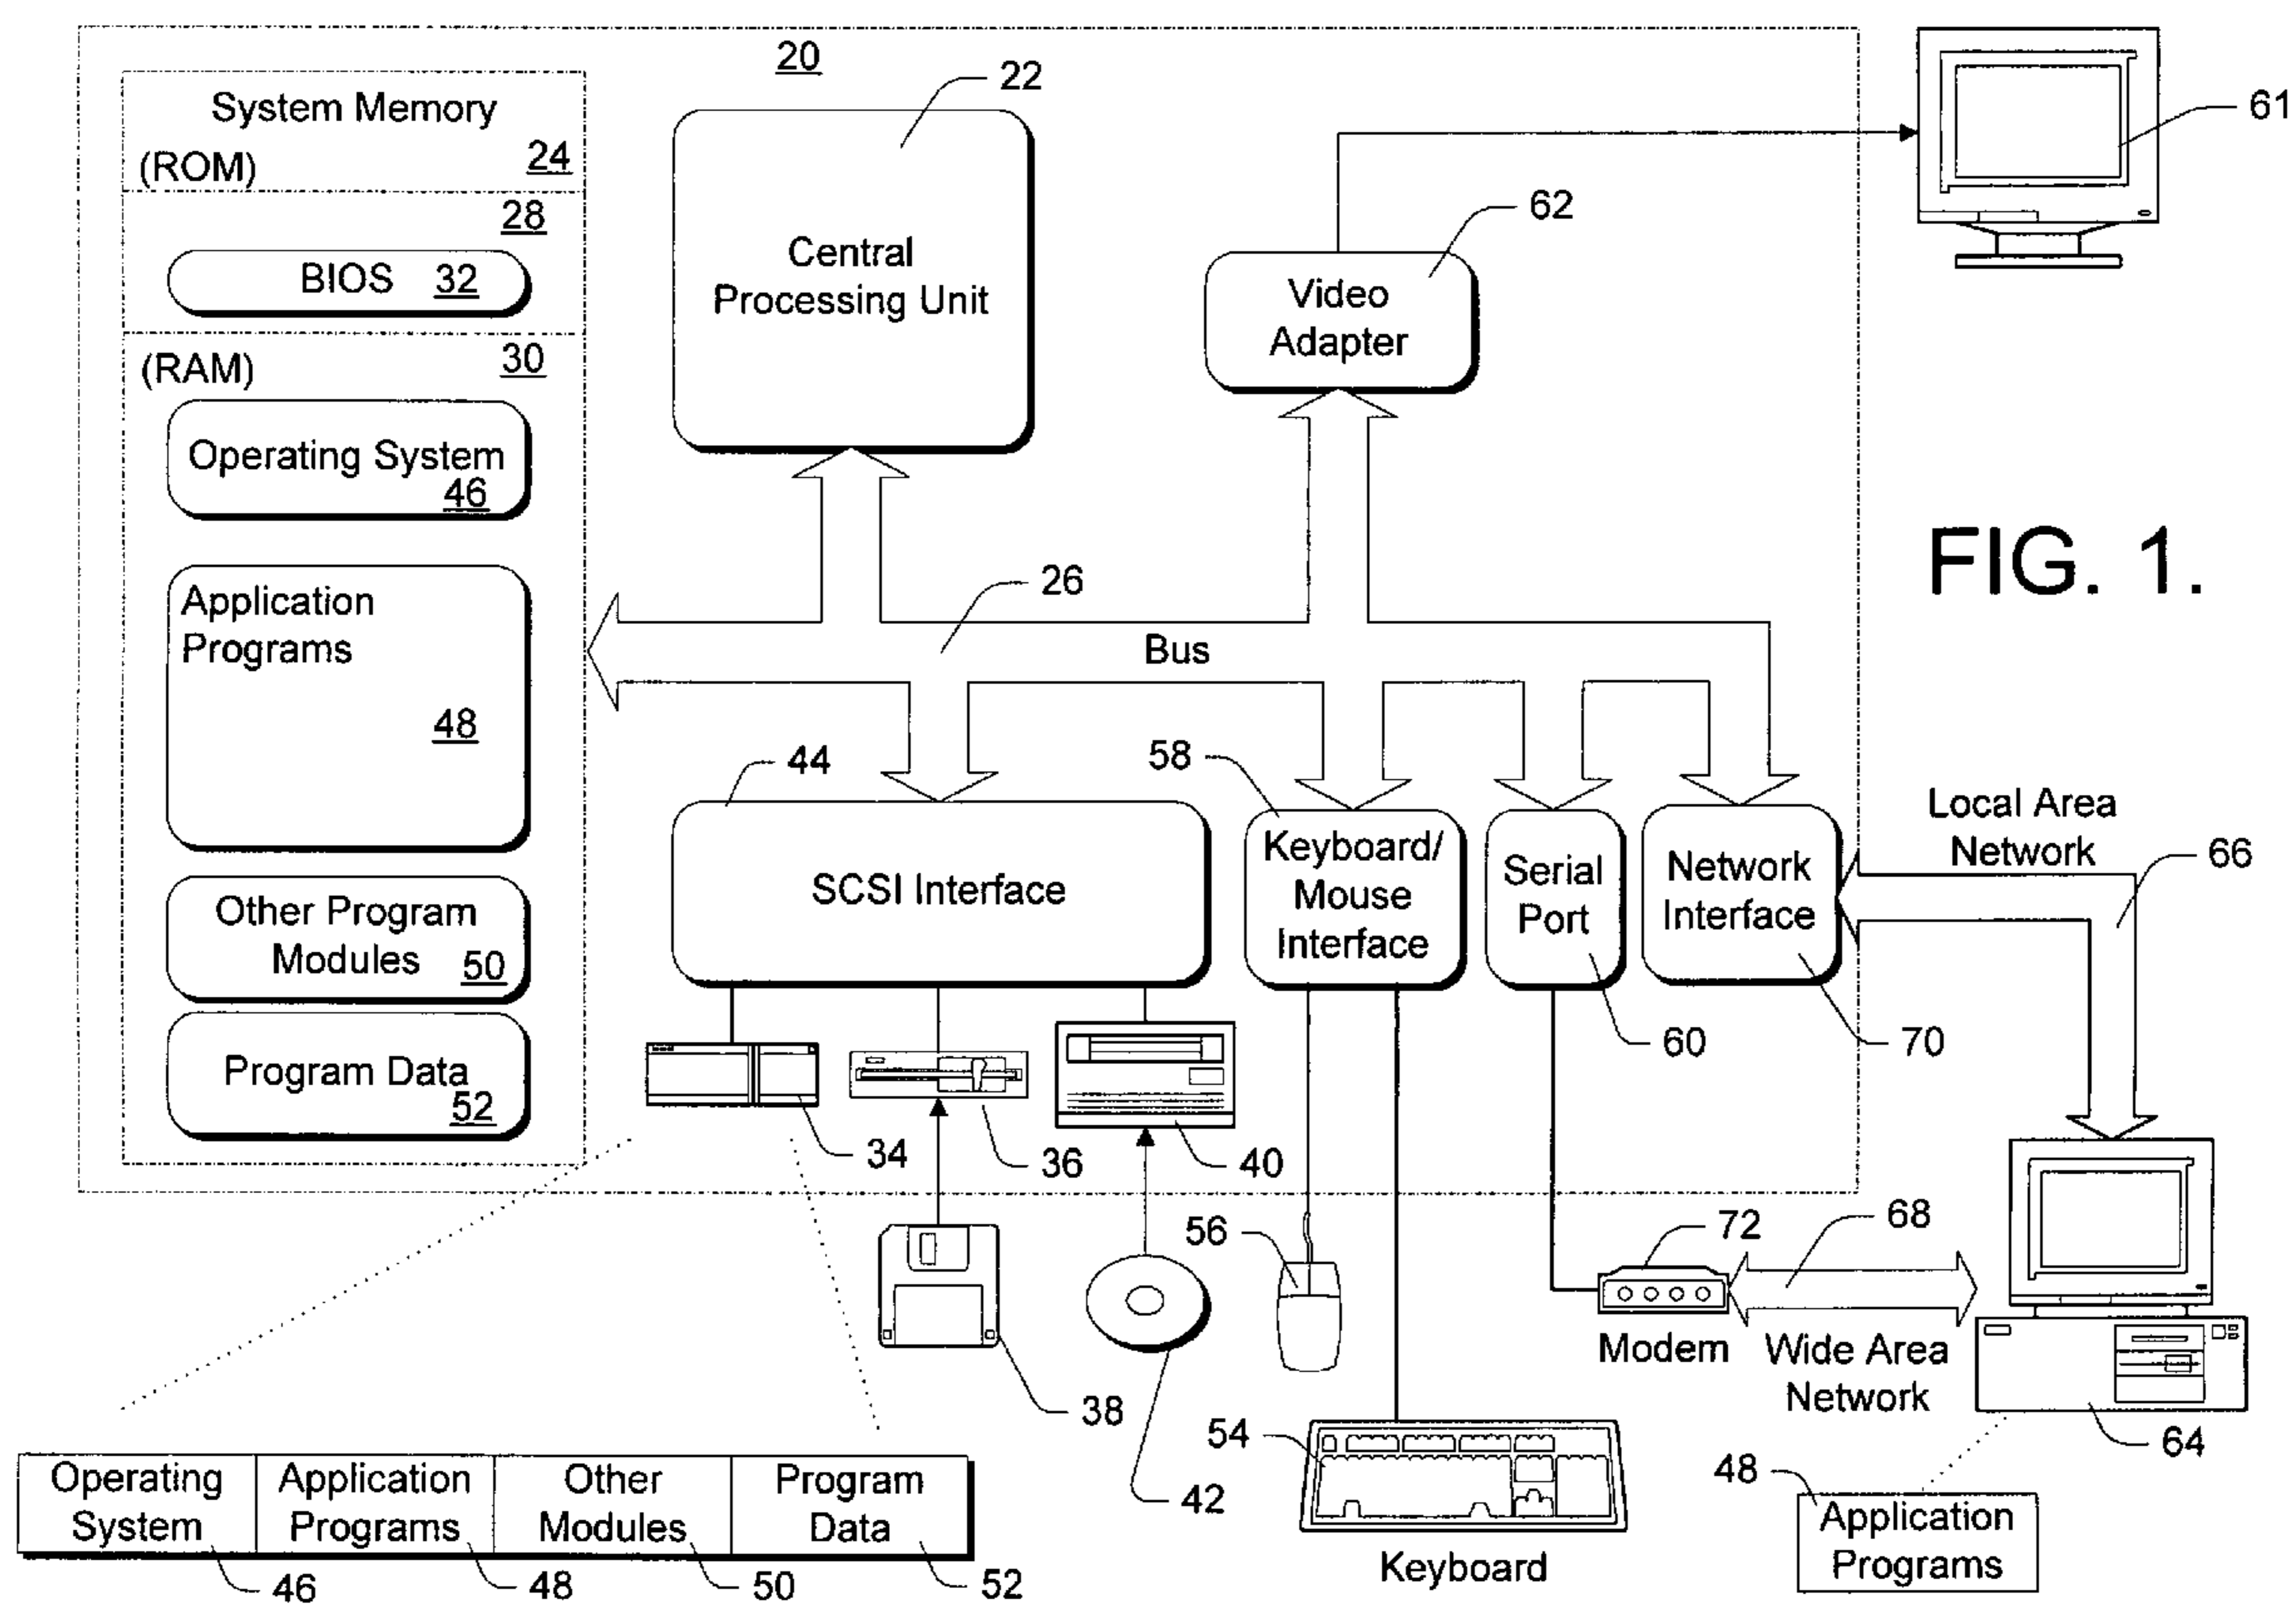 20
22
System Memory
(ROM)
24
28
BIOS 32
(RAM)
30
Operating System
46
Application
Programs
48
Other Program
Modules 50
Program Data
52
Central
Processing Unit
62
Video
Adapter
61
FIG. 1.
26
Bus
44
SCSI Interface
58
Keyboard/
Mouse
Interface
Serial
Port
60
Network
Interface
70
Local Area
Network
66
34
36
40
38
42
56
72
68
Modem
Wide Area
Network
64
54
Keyboard
48
Application
Programs
Operating
System
Application
Programs
Other
Modules
Program
Data
46
48
50
52